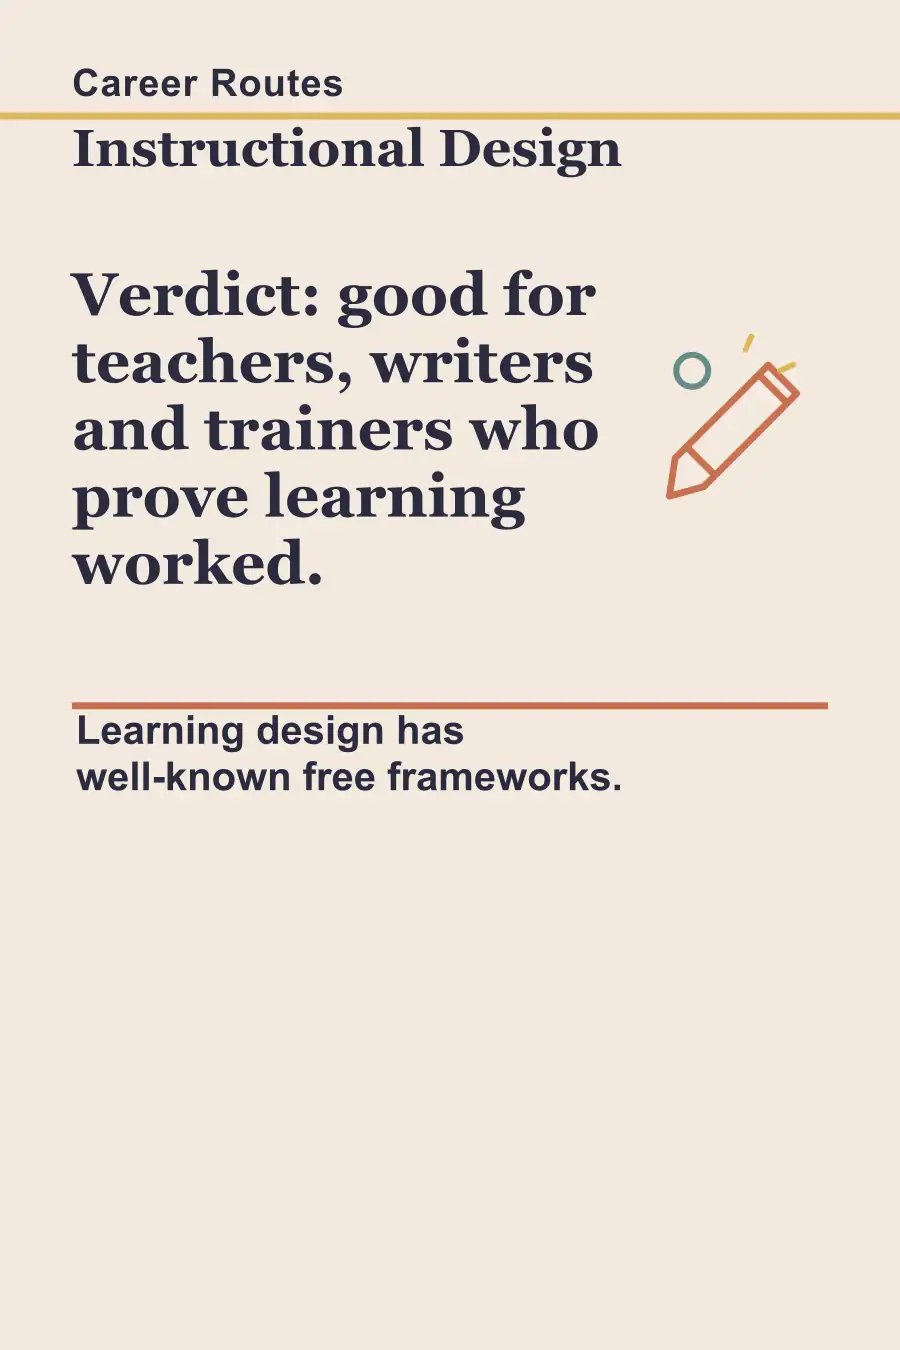 Career Routes
Instructional Design
Verdict: good for
teachers, writers
and trainers who
prove learning
worked.
Learning design has
well-known free frameworks.